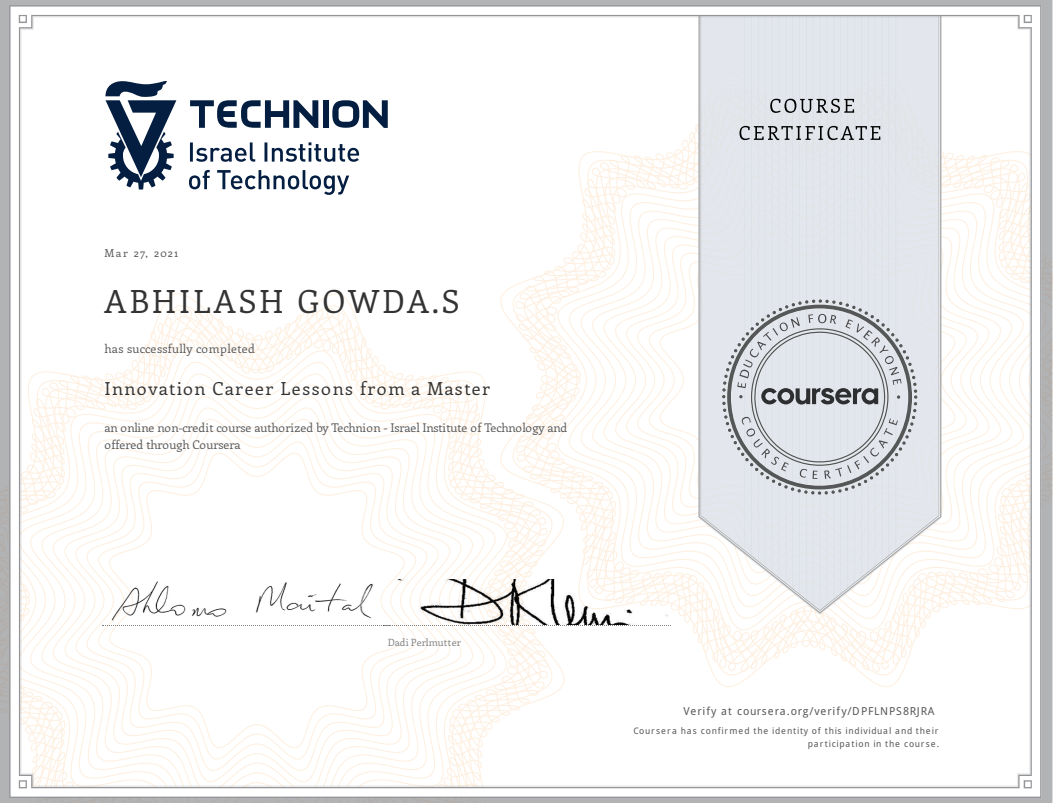 TECHNION
Israel Institute
of Technology
COURSE
CERTIFICATE
Mar 27, 2021
ABHILASH GOWDA.S
has successfully completed
Innovation Career Lessons from a Master
an online non-credit course authorized by Technion - Israel Institute of Technology and
offered through Coursera
EDUCATION FOR EVERYONE
coursera
COURSE CERTIFICATE
Dadi Perlmutter
Verify at coursera.org/verify/DPFLNPS8RJRA
Coursera has confirmed the identity of this individual and their
participation in the course.